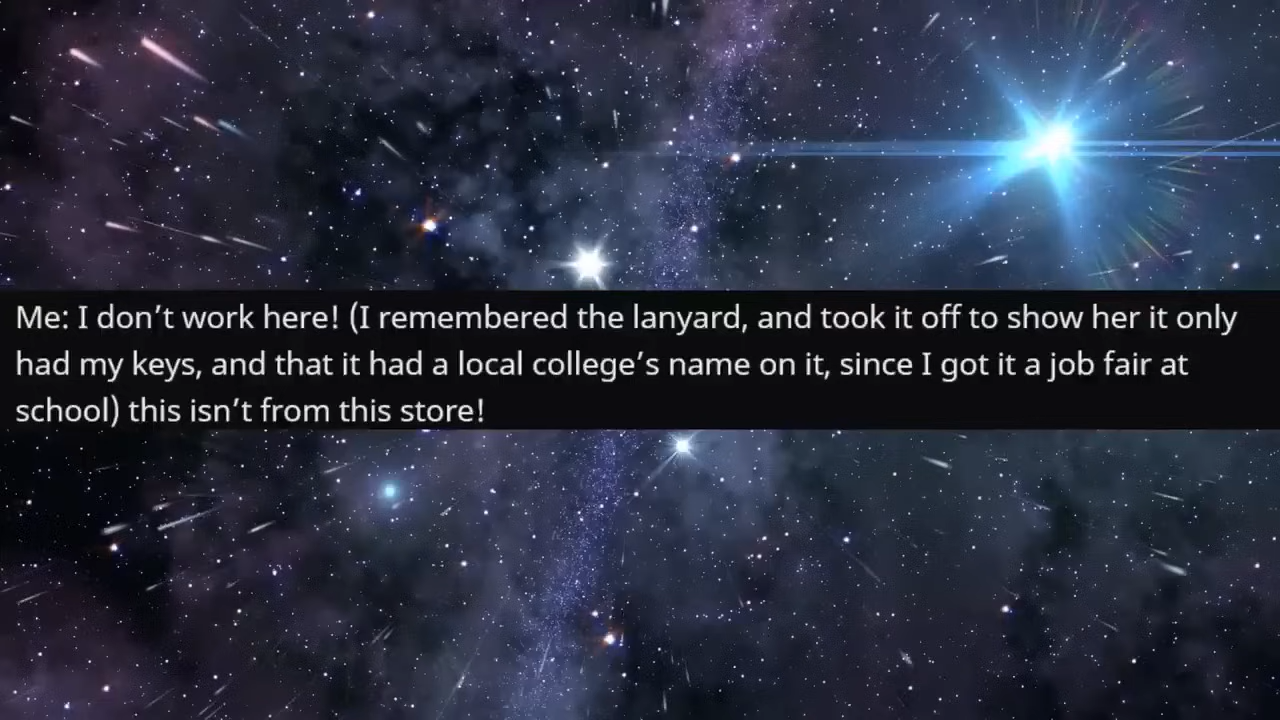 Me: I don’t work here! (I remembered the lanyard, and took it off to show her it only
had my keys, and that it had a local college’s name on it, since I got it a job fair at
school) this isn’t from this store!